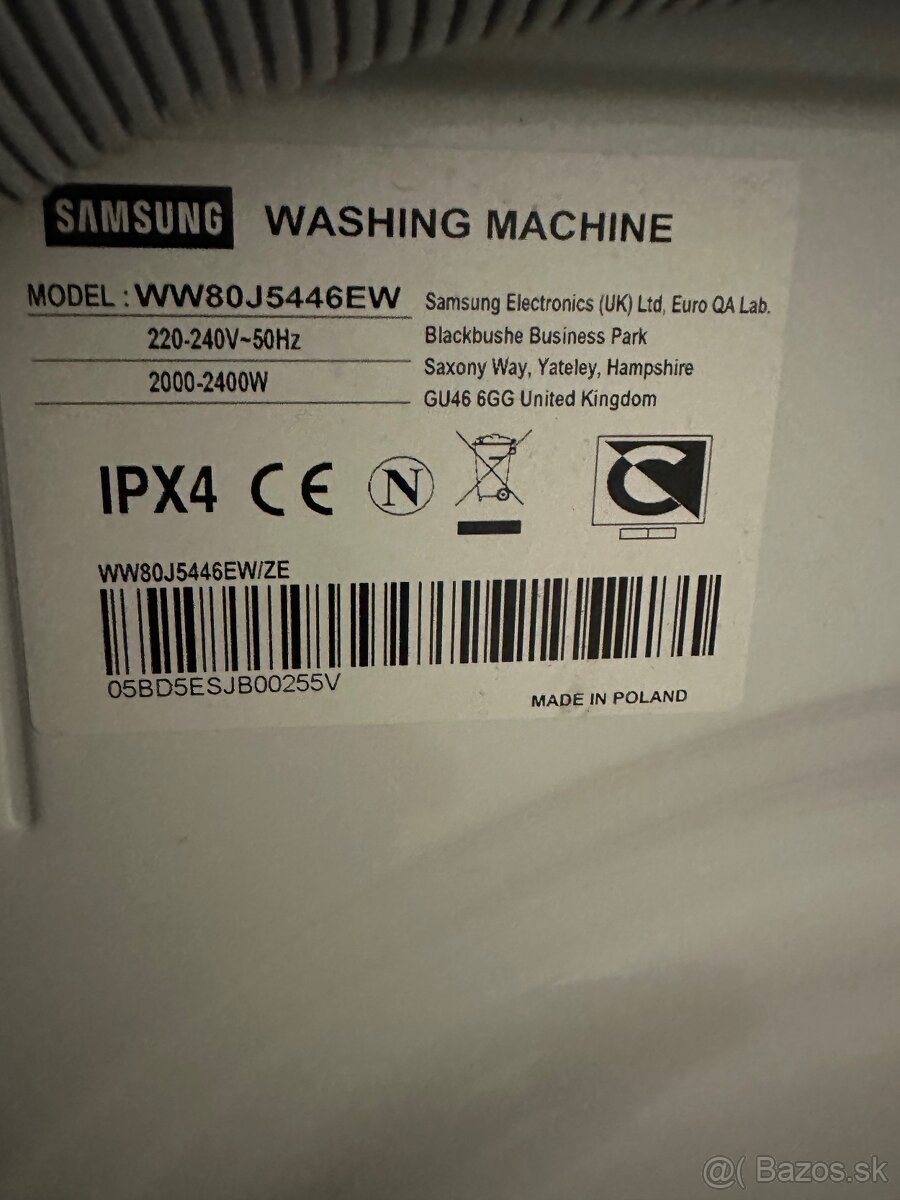 SAMSUNG WASHING MACHINE
MODEL : WW80J5446EW
220-240V~50Hz
2000-2400W
Samsung Electronics (UK) Ltd, Euro QA Lab.
Blackbushe Business Park
Saxony Way, Yateley, Hampshire
GU46 6GG United Kingdom
IPX4 CE N C
WW80J5446EW/ZE
05BD5ESJB00255V
MADE IN POLAND
@( Bazos.sk